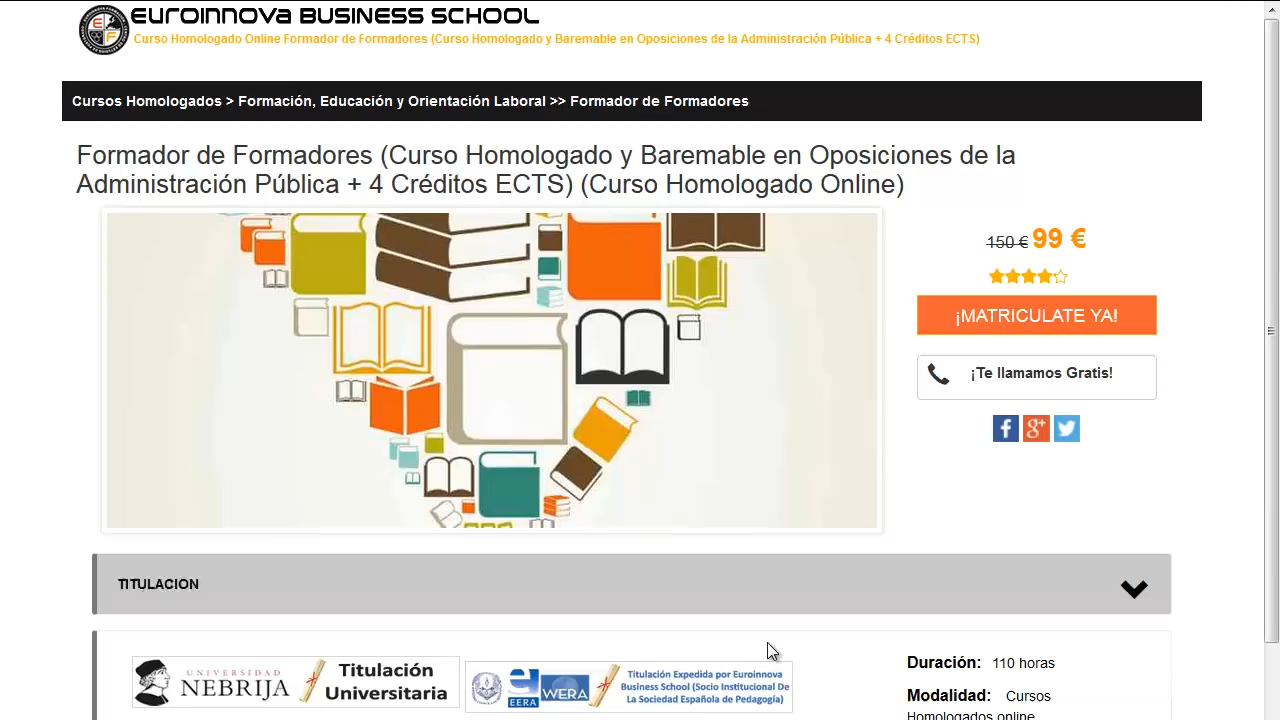 EUROINNOVA BUSINESS SCHOOL
Curso Homologado Online Formador de Formadores (Curso Homologado y Baremable en Oposiciones de la Administración Pública + 4 Créditos ECTS)
Cursos Homologados > Formación, Educación y Orientación Laboral >> Formador de Formadores
Formador de Formadores (Curso Homologado y Baremable en Oposiciones de la
Administración Pública + 4 Créditos ECTS) (Curso Homologado Online)
150 € 99 €
¡MATRICULATE YA!
¡Te llamamos Gratis!
TITULACION
UNIVERSIDAD
NEBRIJA
Titulación
Universitaria
EERA
WERA
Titulación Expedida por Euroinnova
Business School (Socio Institucional De
La Sociedad Española de Pedagogía)
Duración: 110 horas
Modalidad: Cursos
Homologados online